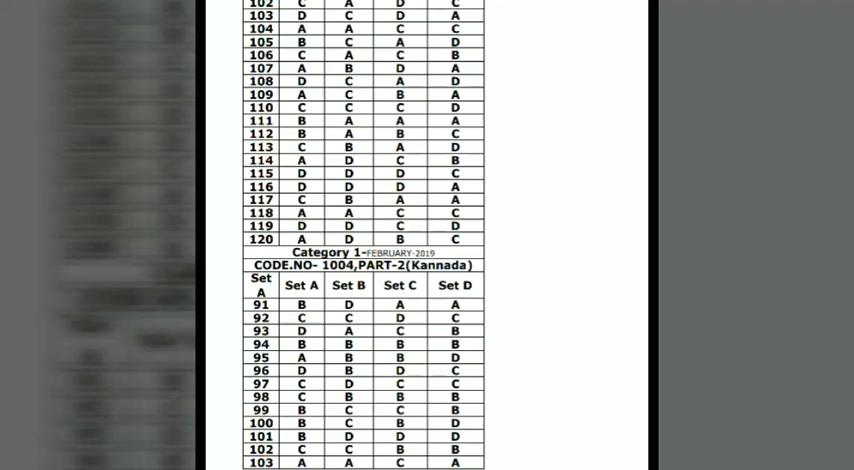 102 C A D C
103 D C D A
104 A A C C
105 B C A D
106 C A C B
107 A B D A
108 D C A D
109 A C B A
110 C C C D
111 B A A A
112 B A B C
113 C B A D
114 A D C B
115 D D D C
116 D D D A
117 C B A A
118 A A C C
119 D D C D
120 A D B C
Category 1-FEBRUARY-2019
CODE.NO- 1004,PART-2(Kannada)
Set A Set A Set B Set C Set D
91 B D A A
92 C C D C
93 D A C B
94 B B B B
95 A B B D
96 D B D C
97 C D C C
98 C B B B
99 B C C B
100 B C B D
101 B D D D
102 C C B B
103 A A C A